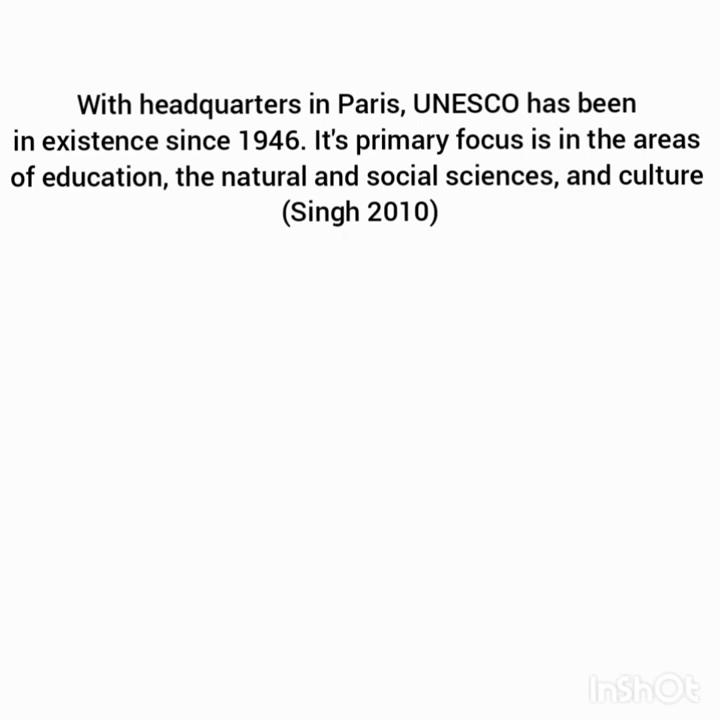 With headquarters in Paris, UNESCO has been
in existence since 1946. It's primary focus is in the areas
of education, the natural and social sciences, and culture
(Singh 2010)
InShOt